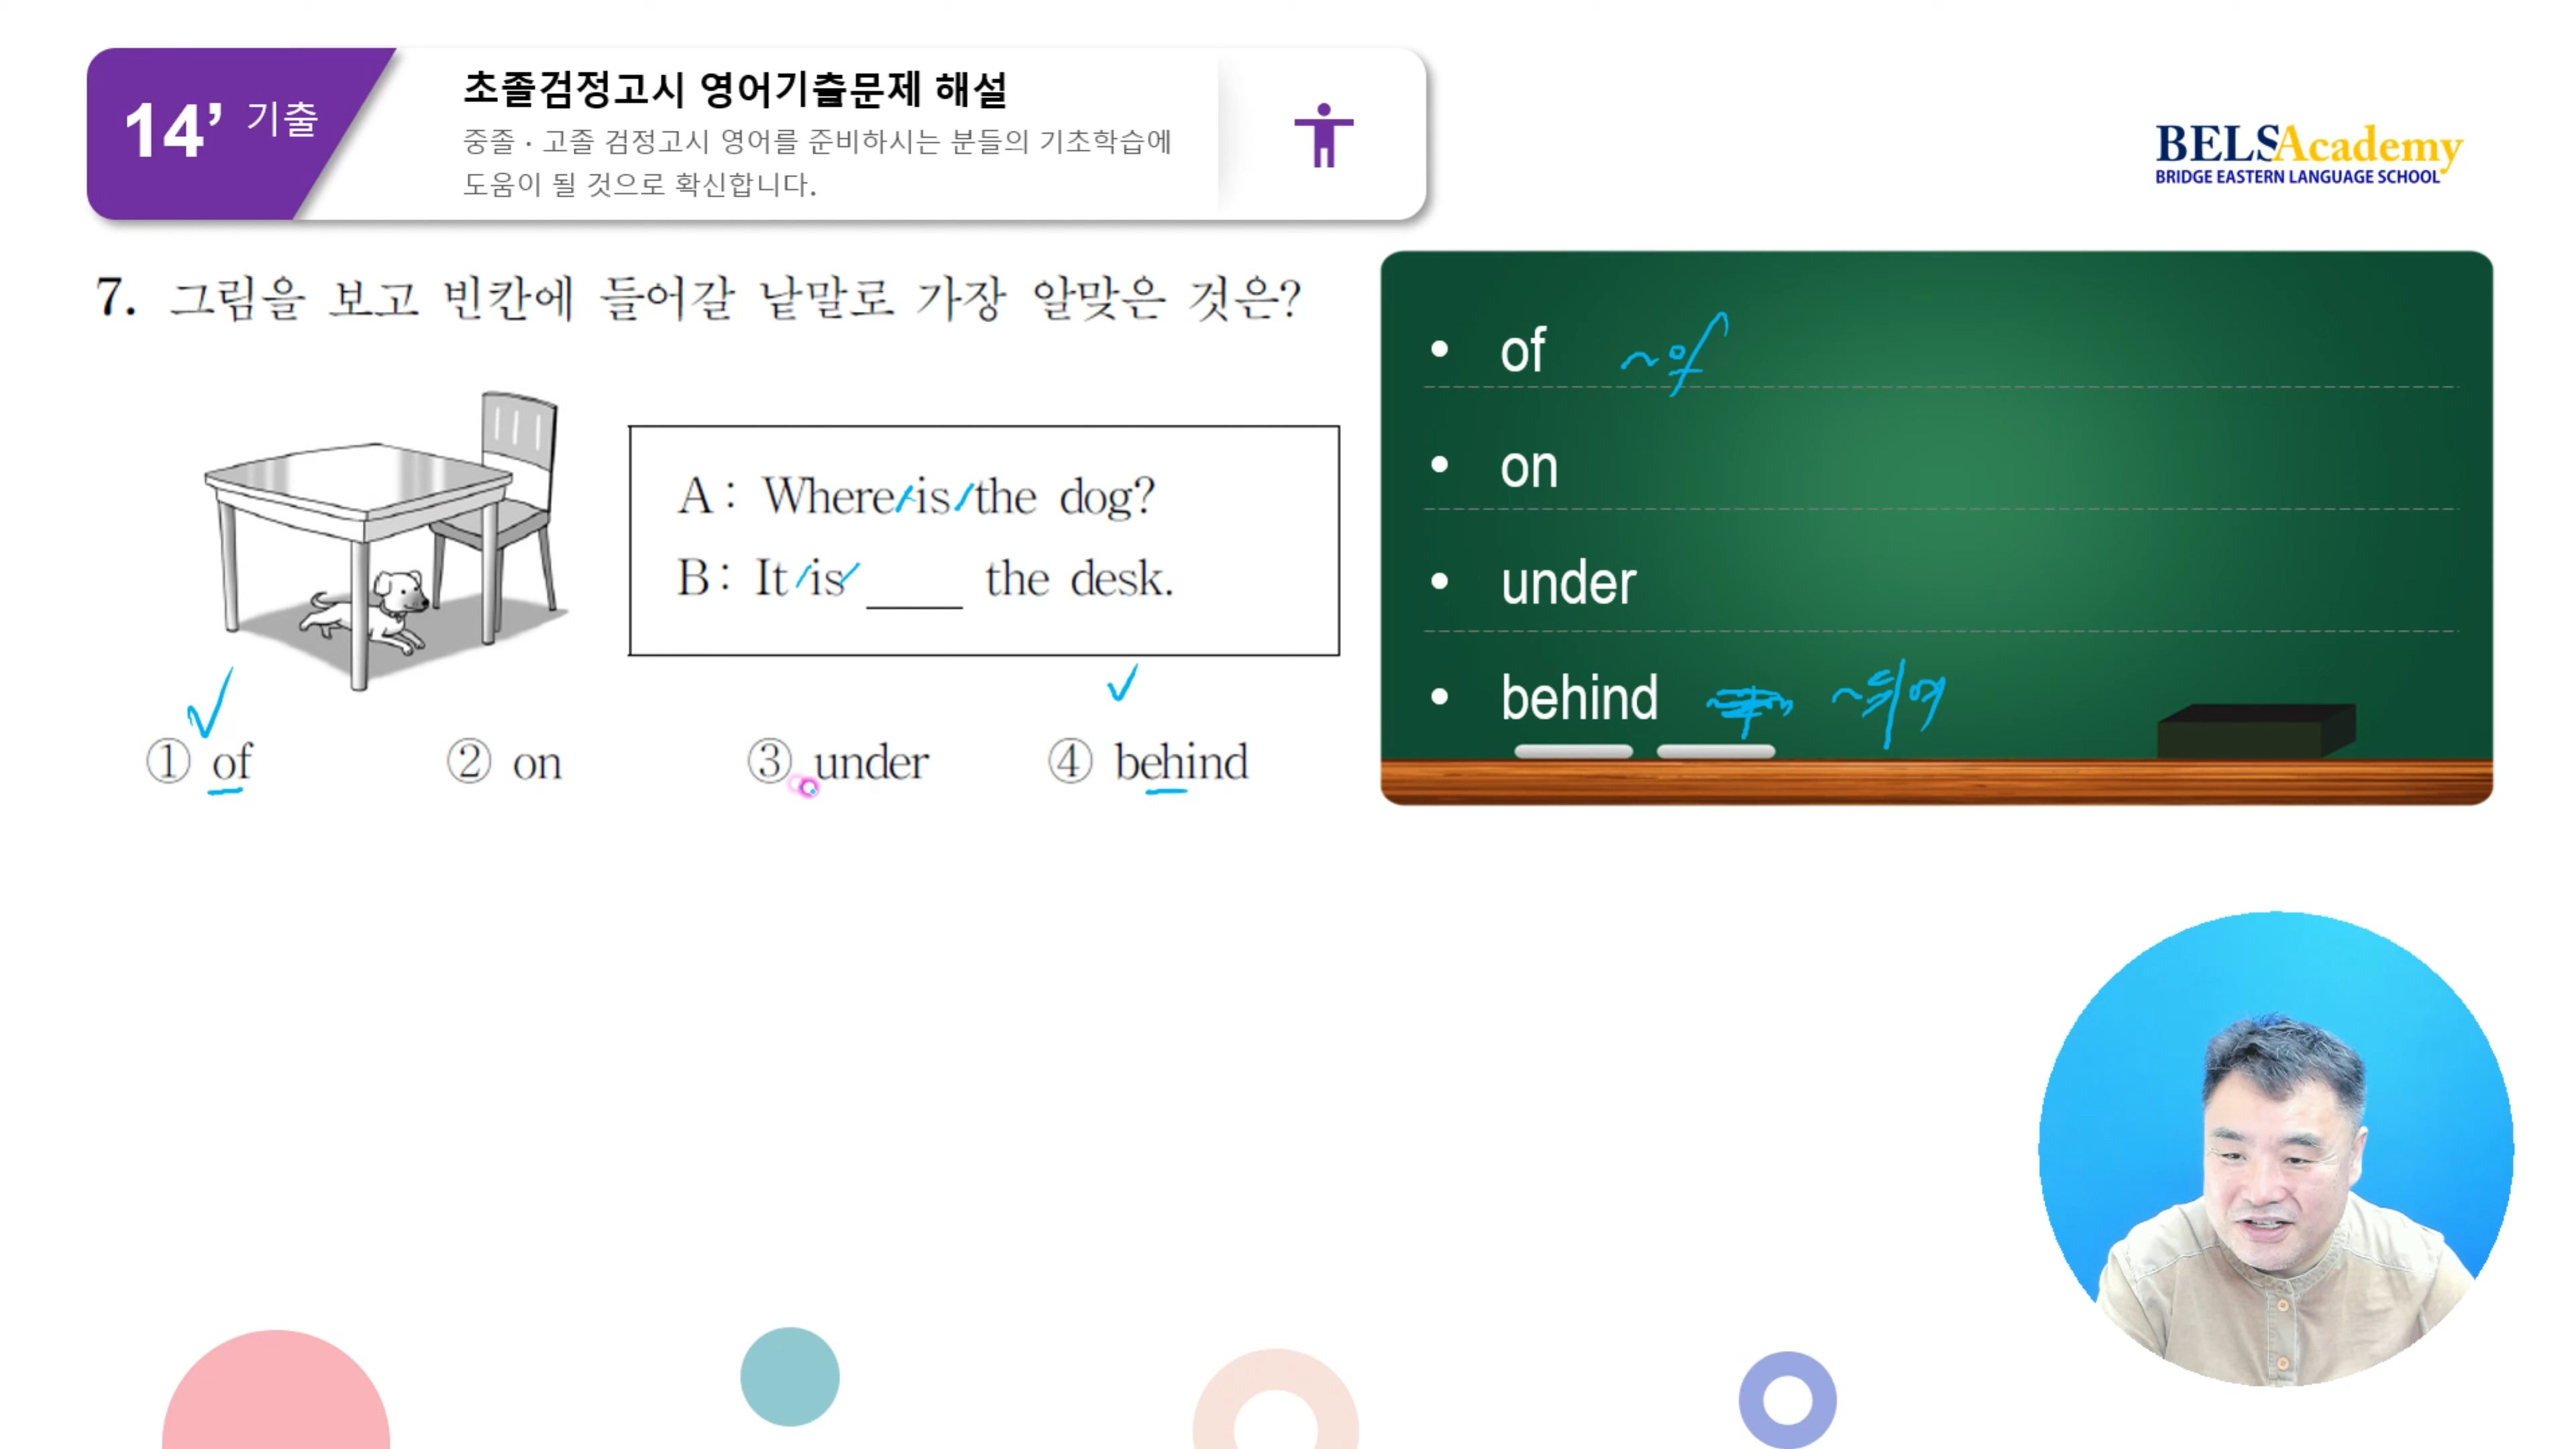 14’ 기출
초졸검정고시 영어기출문제 해설
중졸 · 고졸 검정고시 영어를 준비하시는 분들의 기초학습에
도움이 될 것으로 확신합니다.
BELSAcademy
BRIDGE EASTERN LANGUAGE SCHOOL
7. 그림을 보고 빈칸에 들어갈 낱말로 가장 알맞은 것은?
A : Where is the dog?
B : It is ____ the desk.
① of ② on ③ under ④ behind
• of
• on
• under
• behind ~뒤에